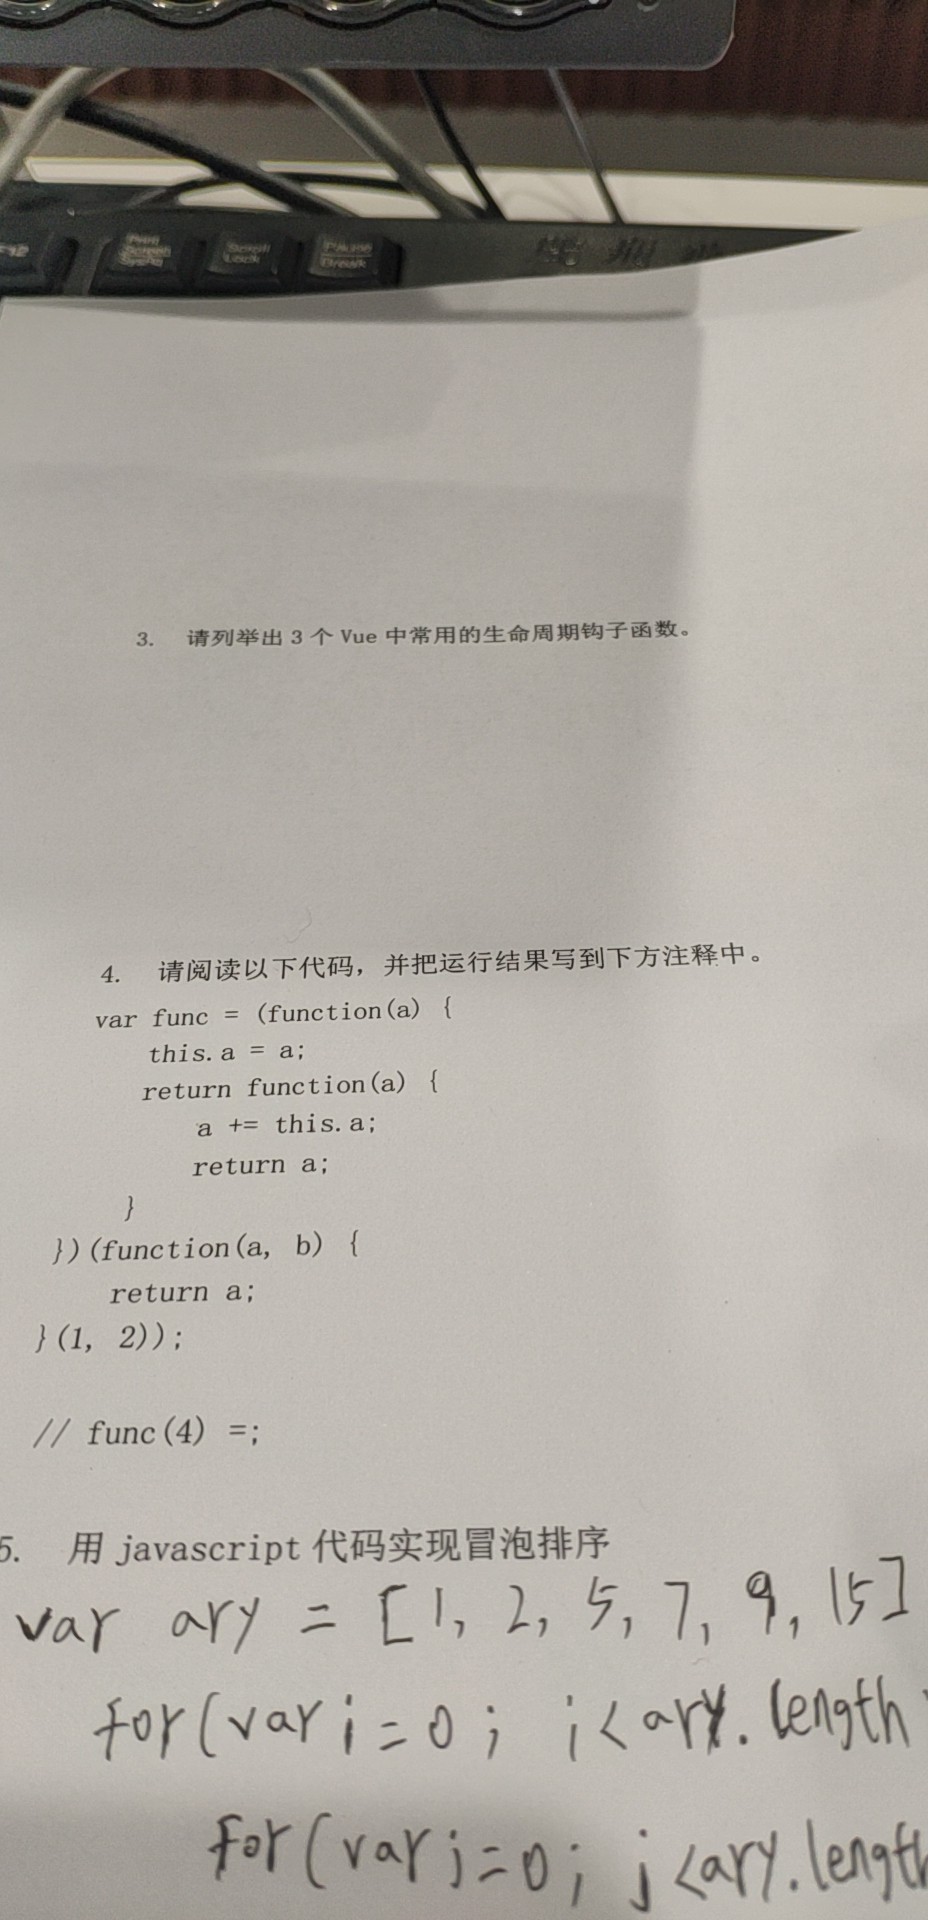 Print
Screen
SysRq
Scroll
Lock
Pause
Break
3. 请列举出 3 个 Vue 中常用的生命周期钩子函数。
4. 请阅读以下代码，并把运行结果写到下方注释中。
var func = (function(a) {
this.a = a;
return function(a) {
a += this.a;
return a;
}
})(function(a, b) {
return a;
}(1, 2));
// func(4) =;
5. 用 javascript 代码实现冒泡排序
var ary = [1, 2, 5, 7, 9, 15]
for(var i=0; i<ary.length
for(var j=0; j<ary.length